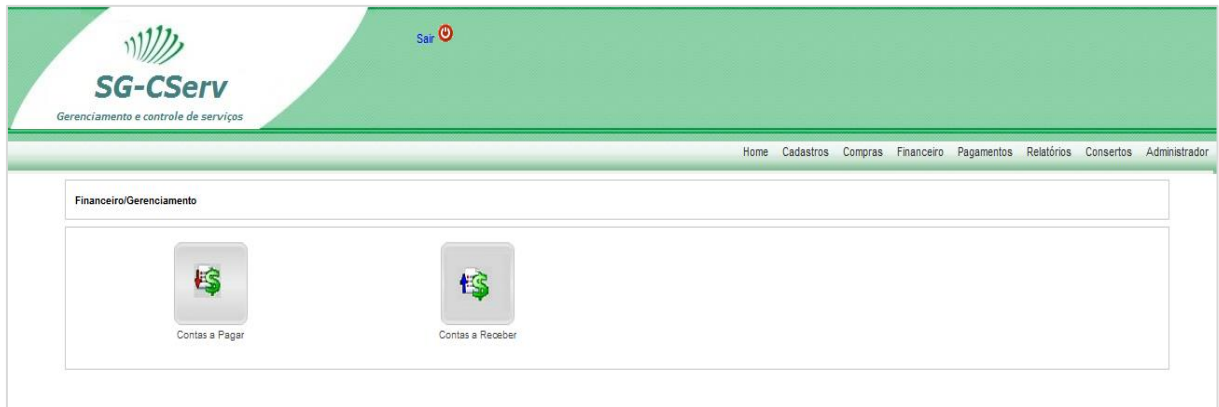 Sair
SG-CServ
Gerenciamento e controle de serviços
Home Cadastros Compras Financeiro Pagamentos Relatórios Consertos Administrador
Financeiro/Gerenciamento
Contas a Pagar Contas a Receber